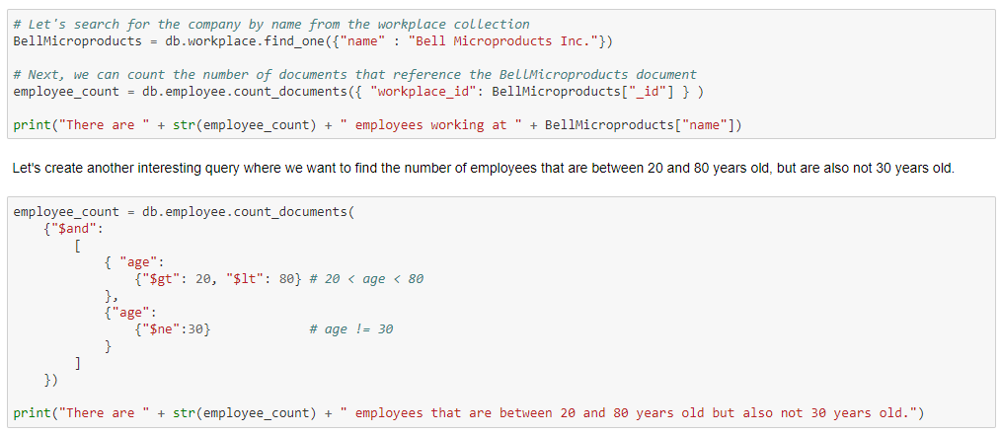 # Let's search for the company by name from the workplace collection
BellMicroproducts = db.workplace.find_one({"name" : "Bell Microproducts Inc."})
# Next, we can count the number of documents that reference the BellMicroproducts document
employee_count = db.employee.count_documents({ "workplace_id": BellMicroproducts["_id"] } )
print("There are " + str(employee_count) + " employees working at " + BellMicroproducts["name"])
Let's create another interesting query where we want to find the number of employees that are between 20 and 80 years old, but are also not 30 years old.
employee_count = db.employee.count_documents(
    {"$and":
        [
            { "age":
                {"$gt": 20, "$lt": 80} # 20 < age < 80
            },
            {"age":
                {"$ne":30}             # age != 30
            }
        ]
    })
print("There are " + str(employee_count) + " employees that are between 20 and 80 years old but also not 30 years old.")